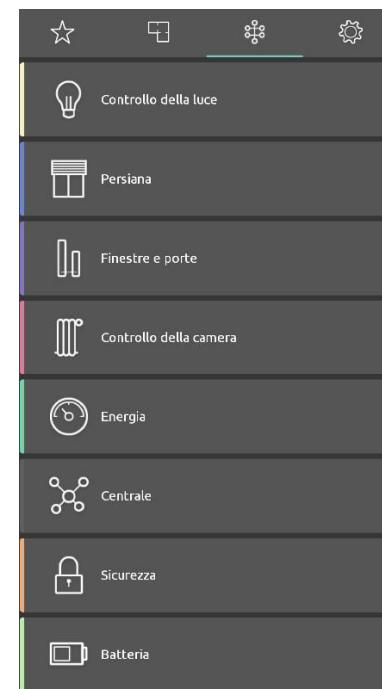 Controllo della luce
Persiana
Finestre e porte
Controllo della camera
Energia
Centrale
Sicurezza
Batteria